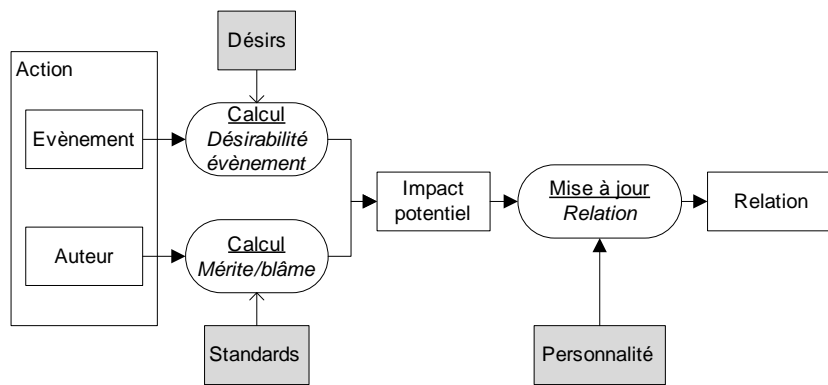 Désirs
Action
Evènement
Calcul
Désirabilité
évènement
Impact
potentiel
Mise à jour
Relation
Relation
Auteur
Calcul
Mérite/blâme
Standards
Personnalité